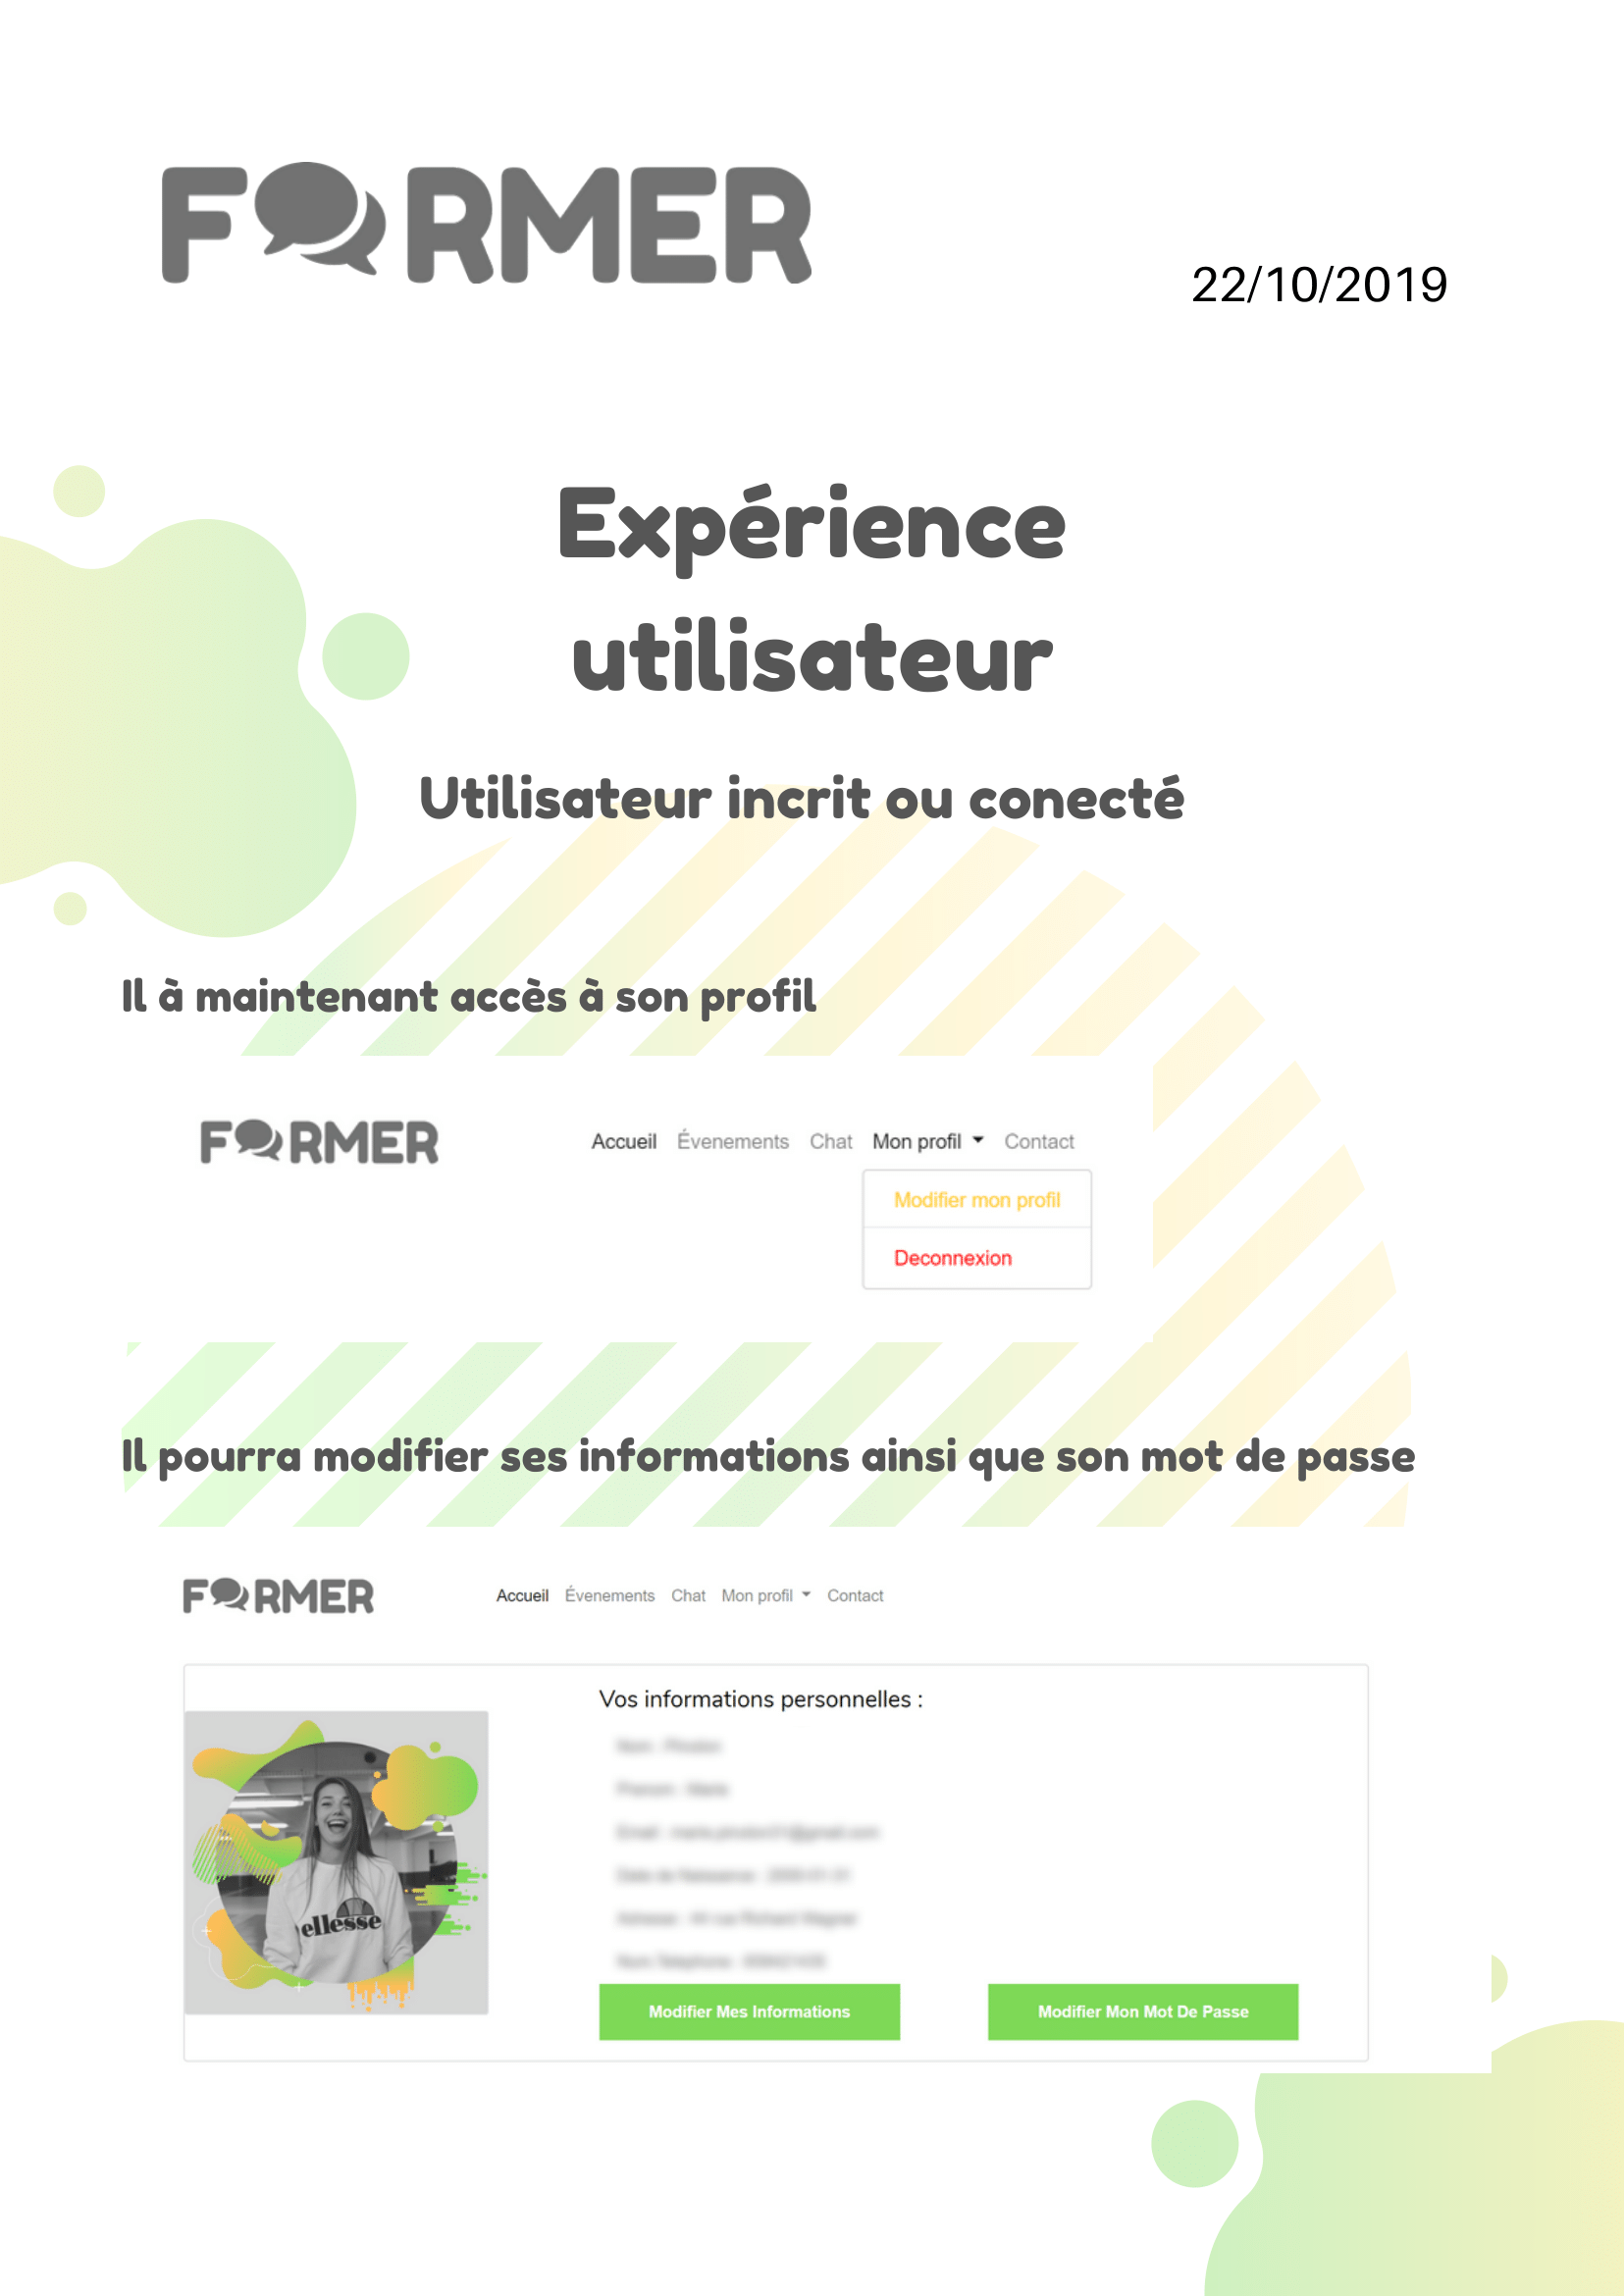 FORMER
22/10/2019
Expérience
utilisateur
Utilisateur incrit ou conecté
Il à maintenant accès à son profil
FORMER
Accueil Évenements Chat Mon profil Contact
Modifier mon profil
Deconnexion
Il pourra modifier ses informations ainsi que son mot de passe
FORMER
Accueil Évenements Chat Mon profil Contact
Vos informations personnelles :
ellesse
Modifier Mes Informations Modifier Mon Mot De Passe